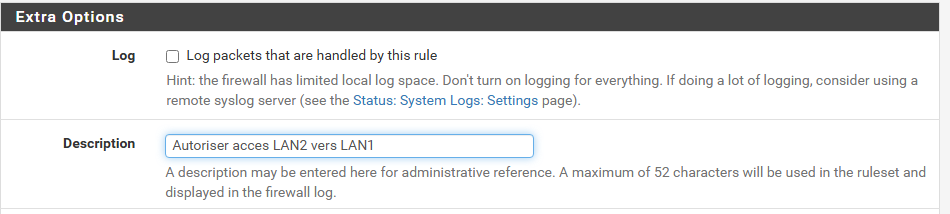 Extra Options
Log
Log packets that are handled by this rule
Hint: the firewall has limited local log space. Don't turn on logging for everything. If doing a lot of logging, consider using a
remote syslog server (see the Status: System Logs: Settings page).
Description
Autoriser acces LAN2 vers LAN1
A description may be entered here for administrative reference. A maximum of 52 characters will be used in the ruleset and
displayed in the firewall log.